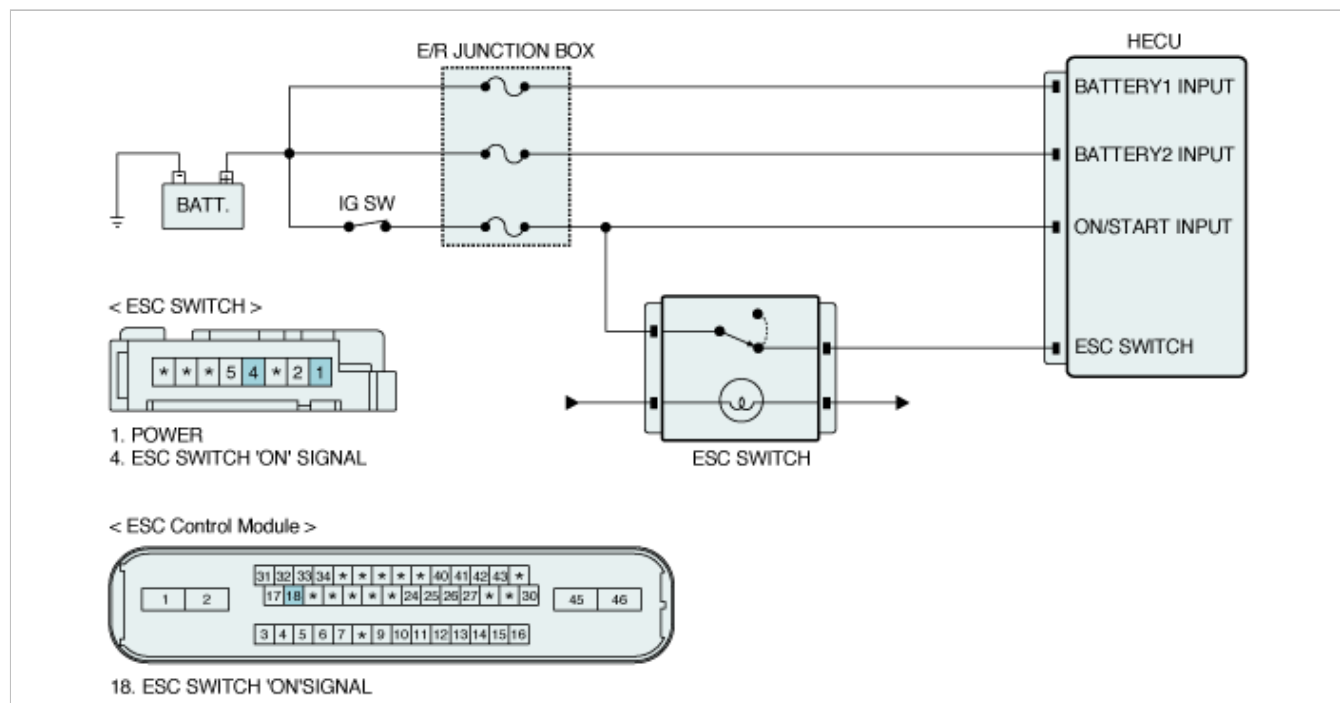 E/R JUNCTION BOX
HECU
BATTERY1 INPUT
BATTERY2 INPUT
- +
BATT.
IG SW
ON/START INPUT
< ESC SWITCH >
* * * 5 4 * 2 1
ESC SWITCH
1. POWER
4. ESC SWITCH 'ON' SIGNAL
ESC SWITCH
< ESC Control Module >
31 32 33 34 * * * * * 40 41 42 43 *
17 18 * * * * * 24 25 26 27 * * 30
1 2
45 46
3 4 5 6 7 * 9 10 11 12 13 14 15 16
18. ESC SWITCH 'ON'SIGNAL